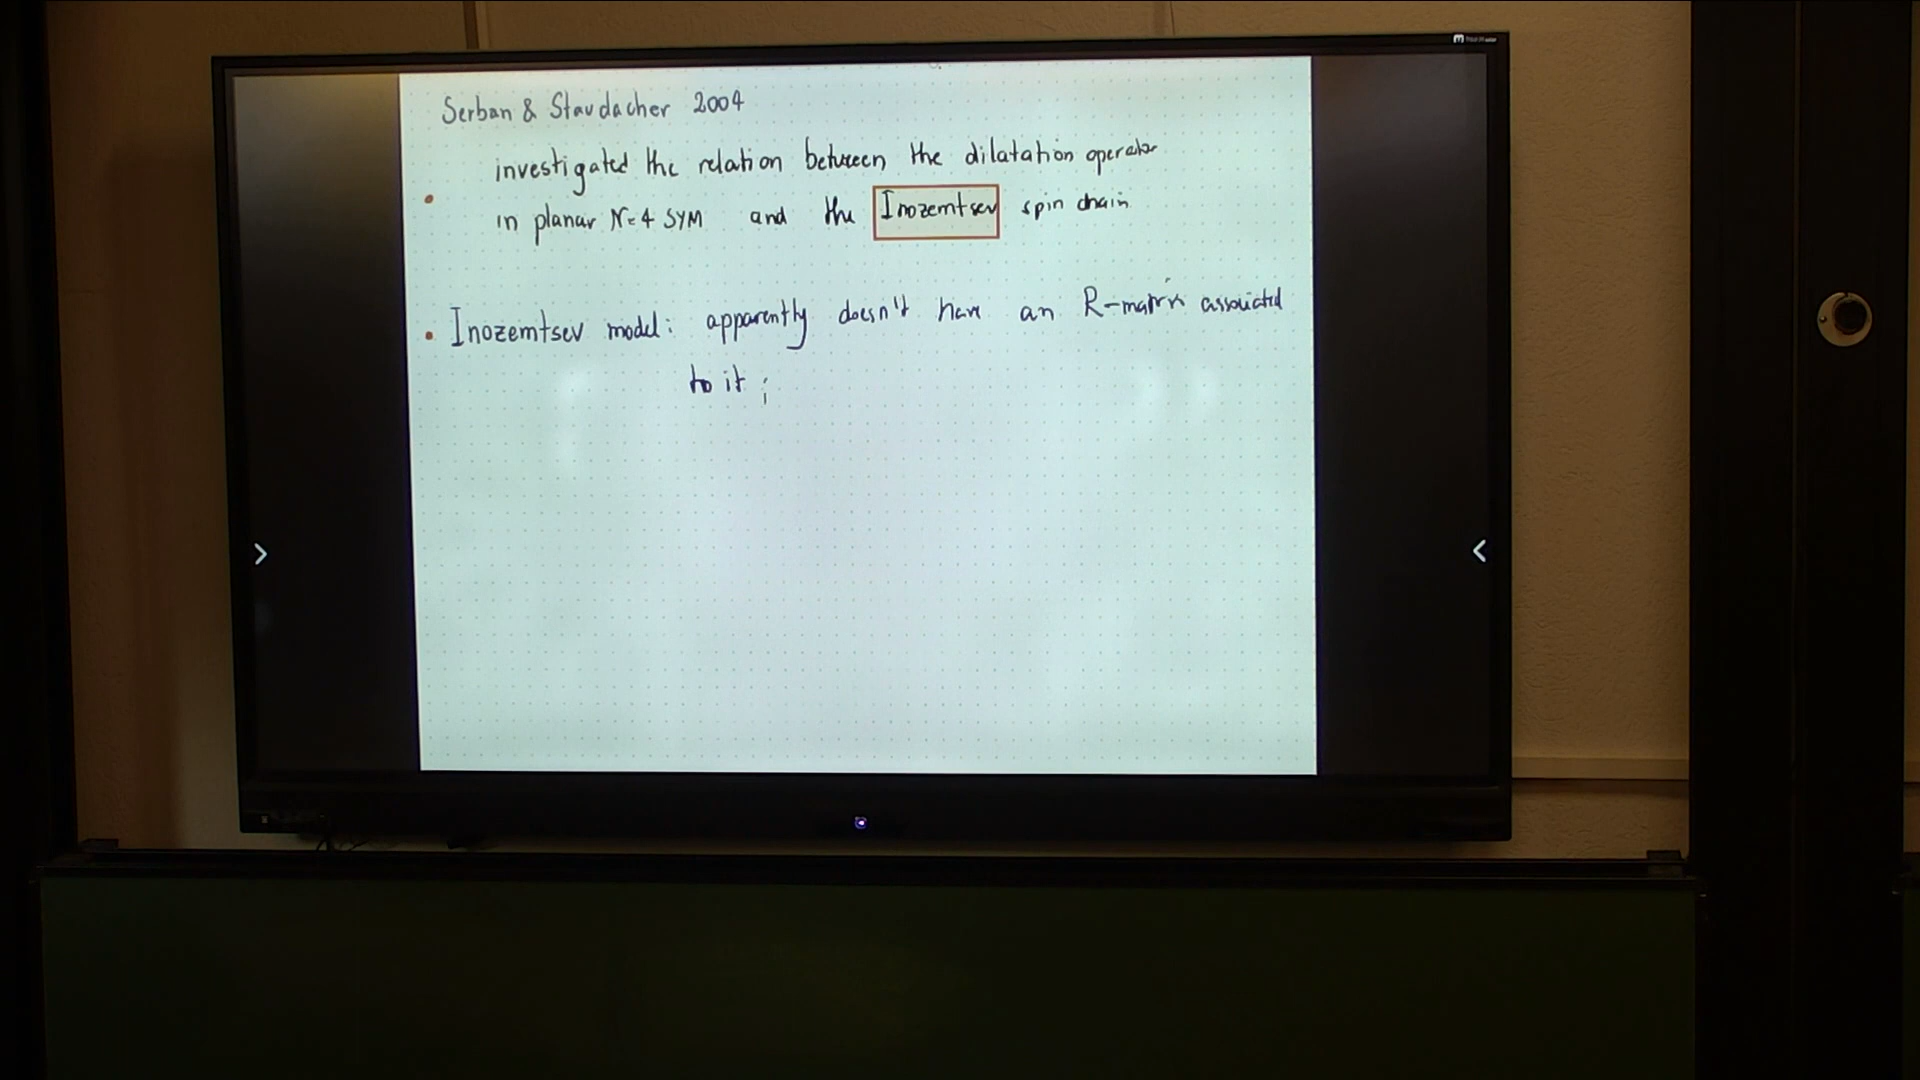 Serban & Staudacher 2004
investigated the relation between the dilatation operator
in planar N=4 SYM and the Inozemtsev spin chain
• Inozemtsev model: apparently doesn't have an R-matrix associated
to it ;